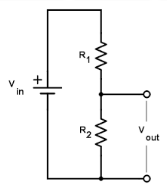 R1
+
V in
R2
V out